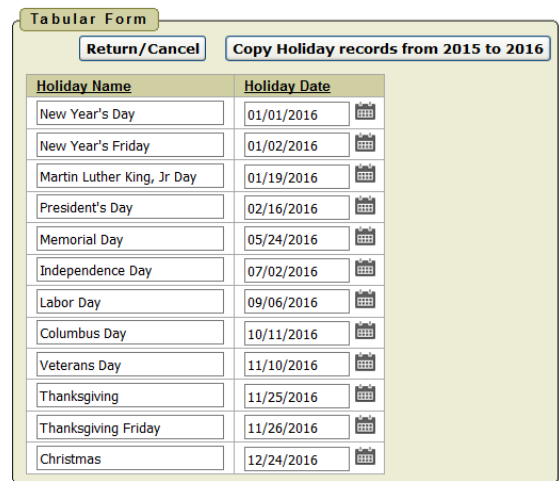 Tabular Form
Return/Cancel Copy Holiday records from 2015 to 2016
Holiday Name Holiday Date
New Year's Day 01/01/2016
New Year's Friday 01/02/2016
Martin Luther King, Jr Day 01/19/2016
President's Day 02/16/2016
Memorial Day 05/24/2016
Independence Day 07/02/2016
Labor Day 09/06/2016
Columbus Day 10/11/2016
Veterans Day 11/10/2016
Thanksgiving 11/25/2016
Thanksgiving Friday 11/26/2016
Christmas 12/24/2016